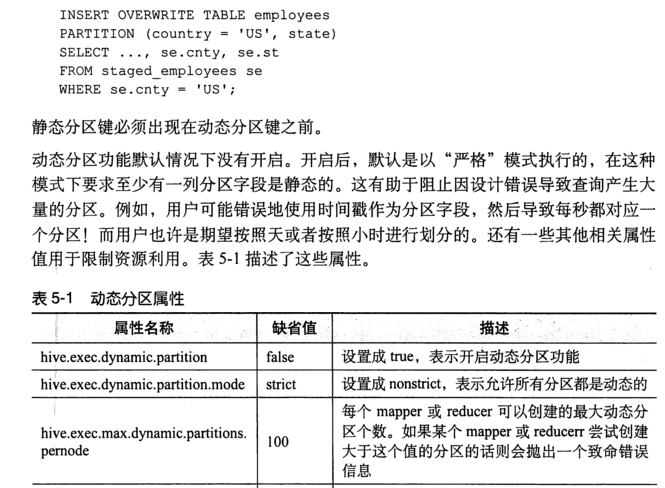 INSERT OVERWRITE TABLE employees
PARTITION (country = 'US', state)
SELECT ..., se.cnty, se.st
FROM staged_employees se
WHERE se.cnty = 'US';
静态分区键必须出现在动态分区键之前。
动态分区功能默认情况下没有开启。开启后，默认是以“严格”模式执行的，在这种
模式下要求至少有一列分区字段是静态的。这有助于阻止因设计错误导致查询产生大
量的分区。例如，用户可能错误地使用时间戳作为分区字段，然后导致每秒都对应一
个分区！而用户也许是期望按照天或者按照小时进行划分的。还有一些其他相关属性
值用于限制资源利用。表 5-1 描述了这些属性。
表 5-1 动态分区属性
属性名称 缺省值 描述
hive.exec.dynamic.partition false 设置成 true，表示开启动态分区功能
hive.exec.dynamic.partition.mode strict 设置成 nonstrict，表示允许所有分区都是动态的
hive.exec.max.dynamic.partitions.
pernode
100
每个 mapper 或 reducer 可以创建的最大动态分
区个数。如果某个 mapper 或 reducerr 尝试创建
大于这个值的分区的话则会抛出一个致命错误
信息